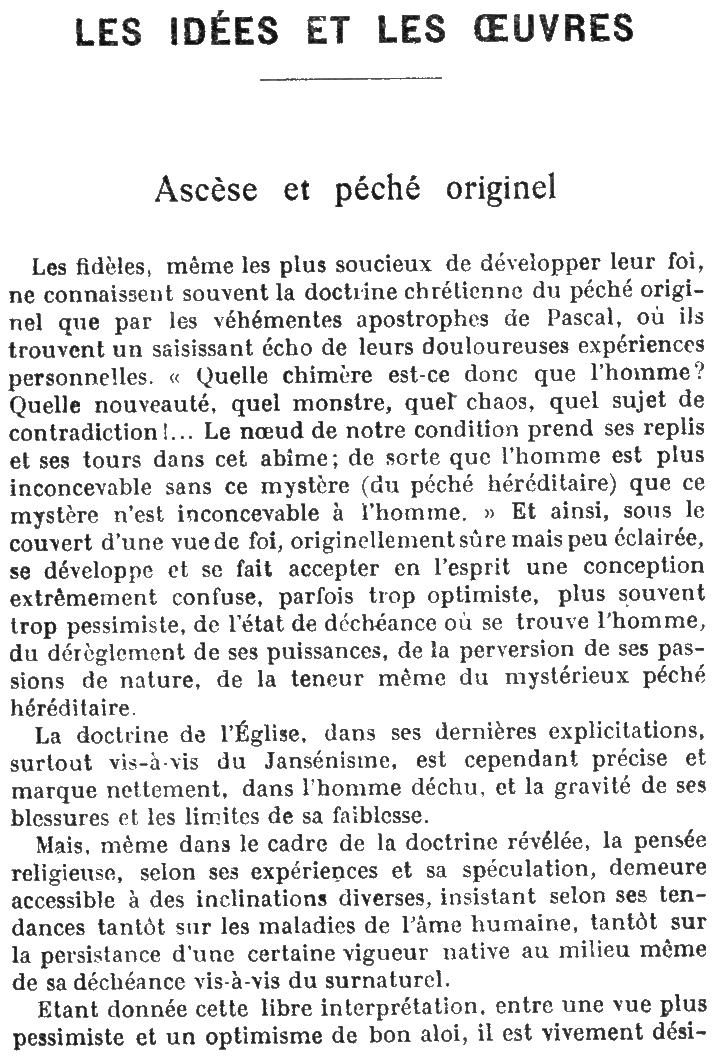 LES IDÉES ET LES ŒUVRES
Ascèse et péché originel
Les fidèles, même les plus soucieux de développer leur foi,
ne connaissent souvent la doctrine chrétienne du péché origi-
nel que par les véhémentes apostrophes de Pascal, où ils
trouvent un saisissant écho de leurs douloureuses expériences
personnelles. « Quelle chimère est-ce donc que l'homme?
Quelle nouveauté, quel monstre, quel chaos, quel sujet de
contradiction!... Le nœud de notre condition prend ses replis
et ses tours dans cet abîme; de sorte que l'homme est plus
inconcevable sans ce mystère (du péché héréditaire) que ce
mystère n'est inconcevable à l'homme. » Et ainsi, sous le
couvert d'une vue de foi, originellement sûre mais peu éclairée,
se développe et se fait accepter en l'esprit une conception
extrêmement confuse, parfois trop optimiste, plus souvent
trop pessimiste, de l'état de déchéance où se trouve l'homme,
du dérèglement de ses puissances, de la perversion de ses pas-
sions de nature, de la teneur même du mystérieux péché
héréditaire.
La doctrine de l'Église, dans ses dernières explicitations,
surtout vis-à-vis du Jansénisme, est cependant précise et
marque nettement, dans l'homme déchu, et la gravité de ses
blessures et les limites de sa faiblesse.
Mais, même dans le cadre de la doctrine révélée, la pensée
religieuse, selon ses expériences et sa spéculation, demeure
accessible à des inclinations diverses, insistant selon ses ten-
dances tantôt sur les maladies de l'âme humaine, tantôt sur
la persistance d'une certaine vigueur native au milieu même
de sa déchéance vis-à-vis du surnaturel.
Etant donnée cette libre interprétation, entre une vue plus
pessimiste et un optimisme de bon aloi, il est vivement dési-